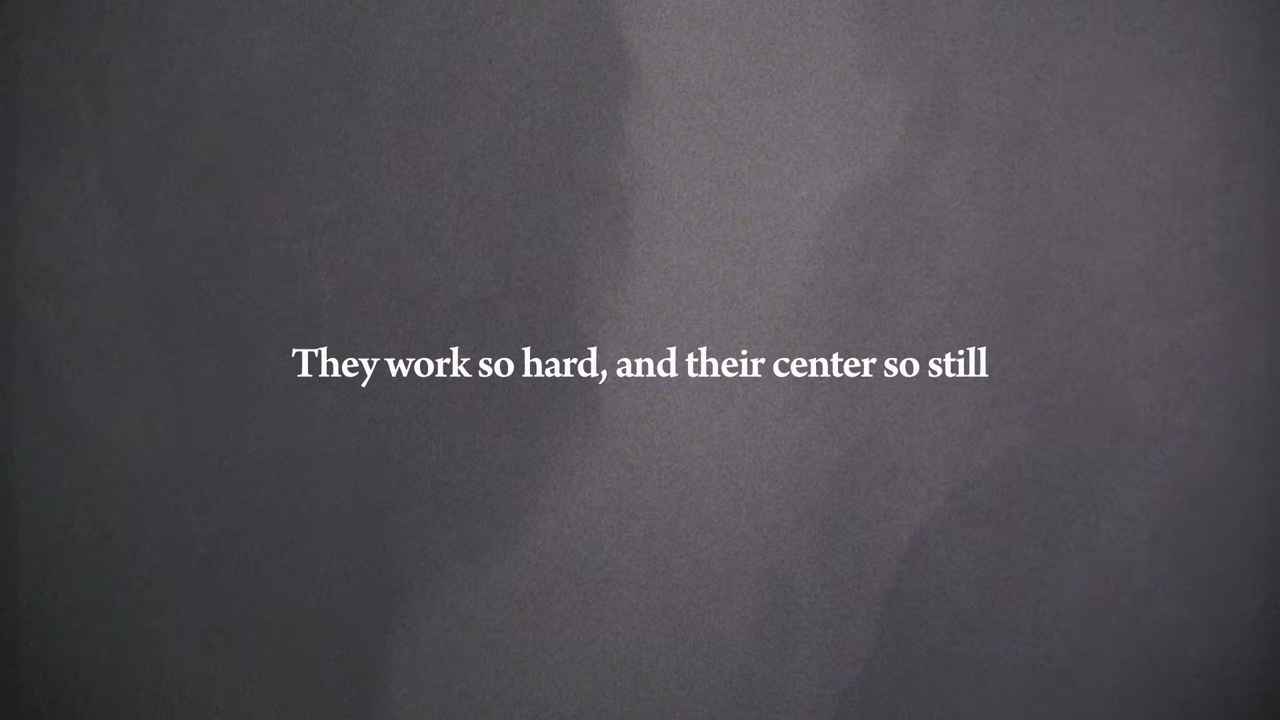 They work so hard, and their center so still